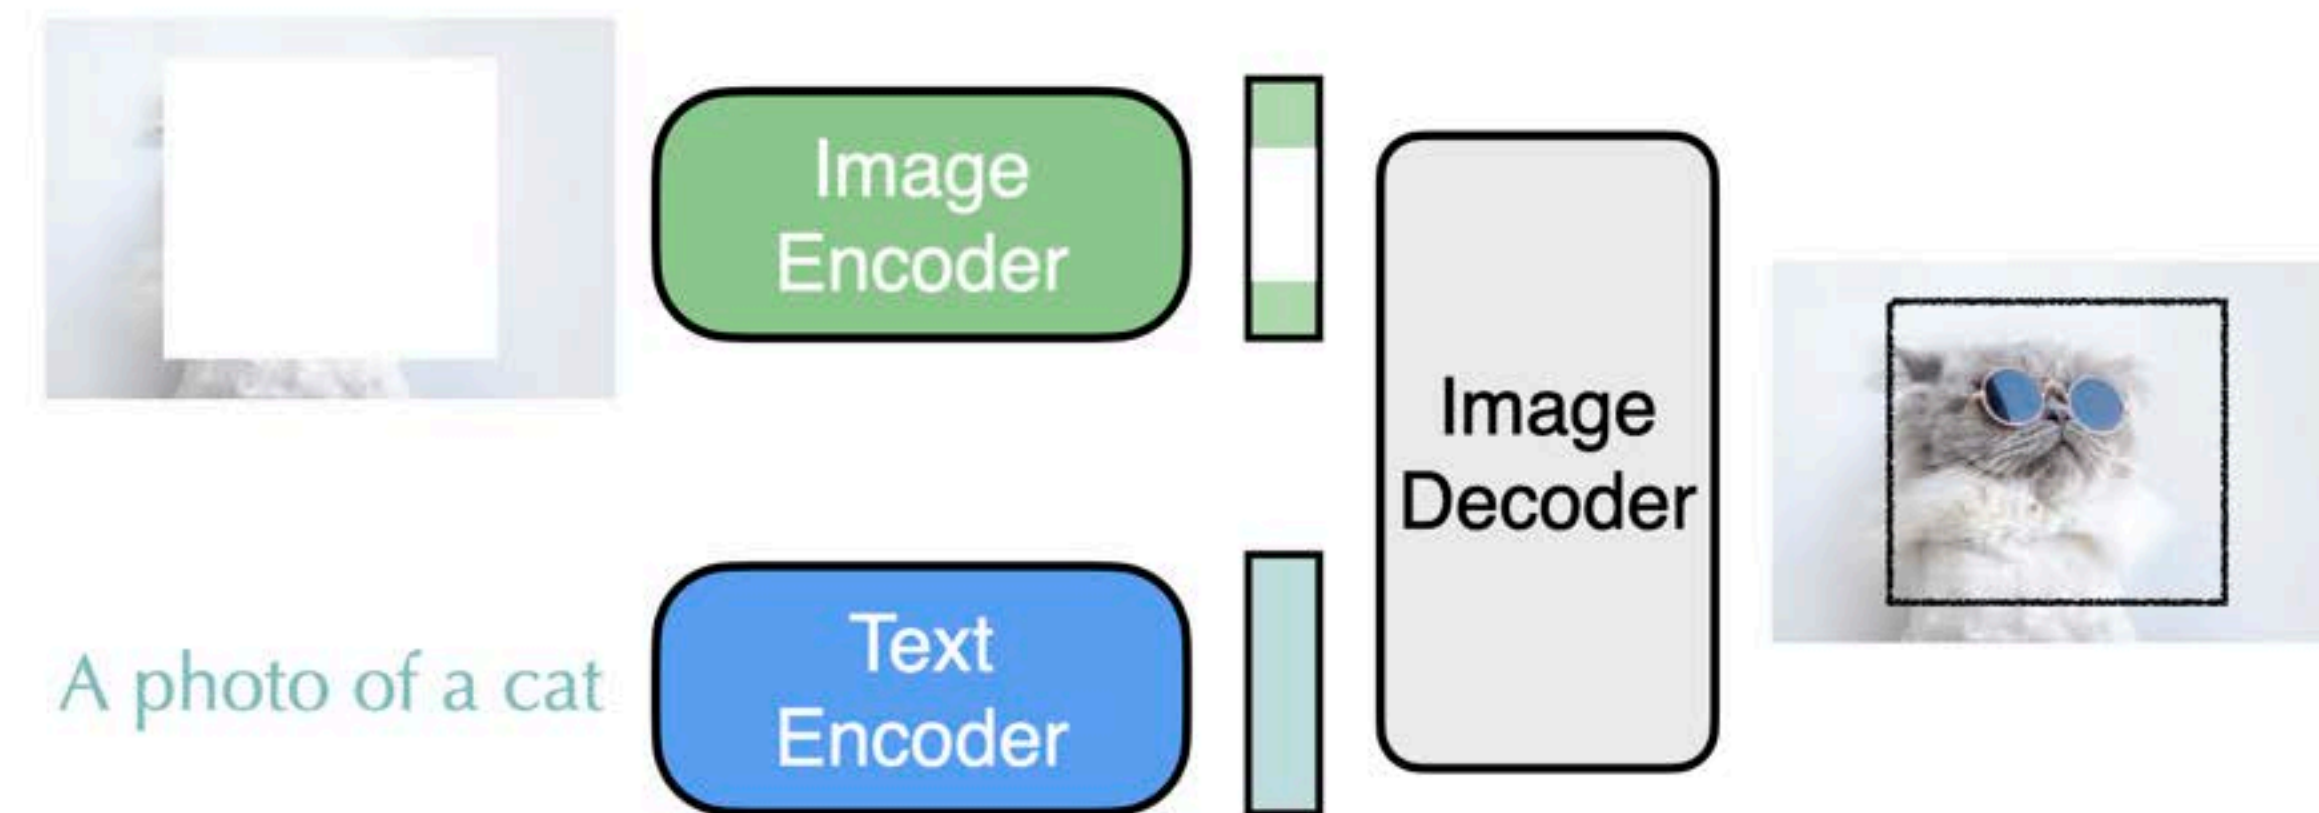 Image
Encoder
Image
Decoder
Text
Encoder
A photo of a cat